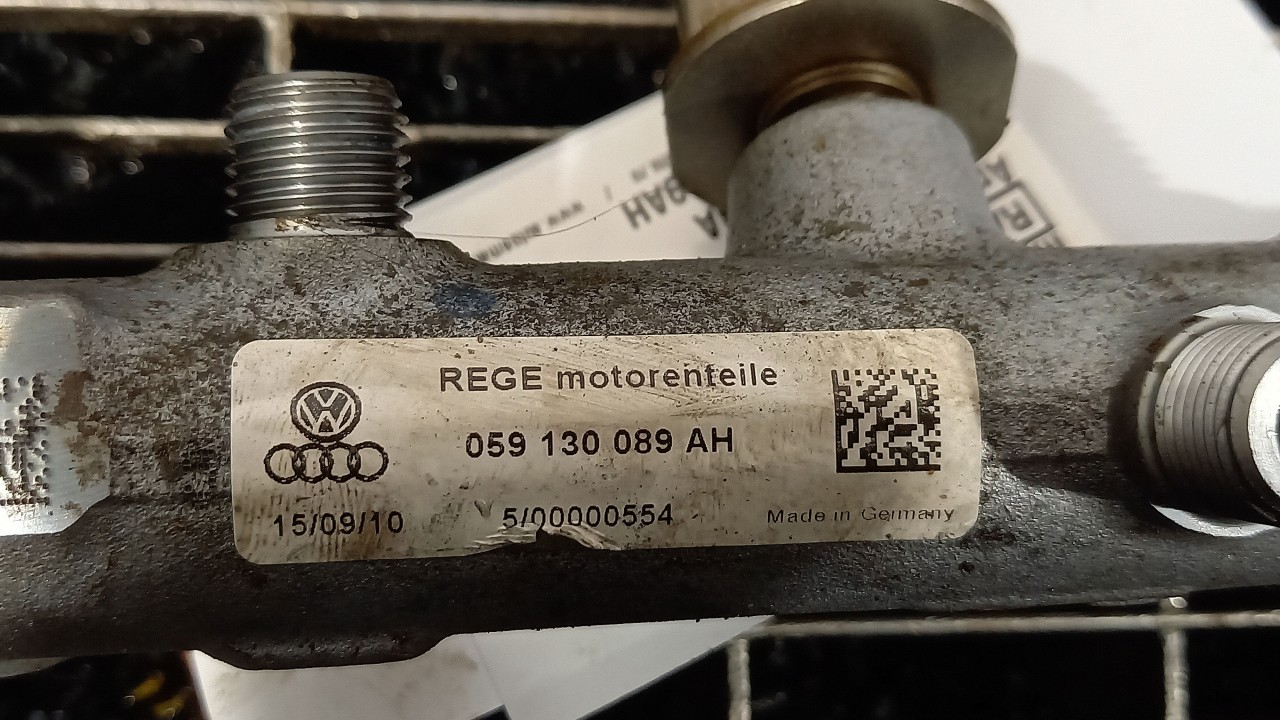 REGE motorenteile
059 130 089 AH
15/09/10
5/00000554
Made in Germany